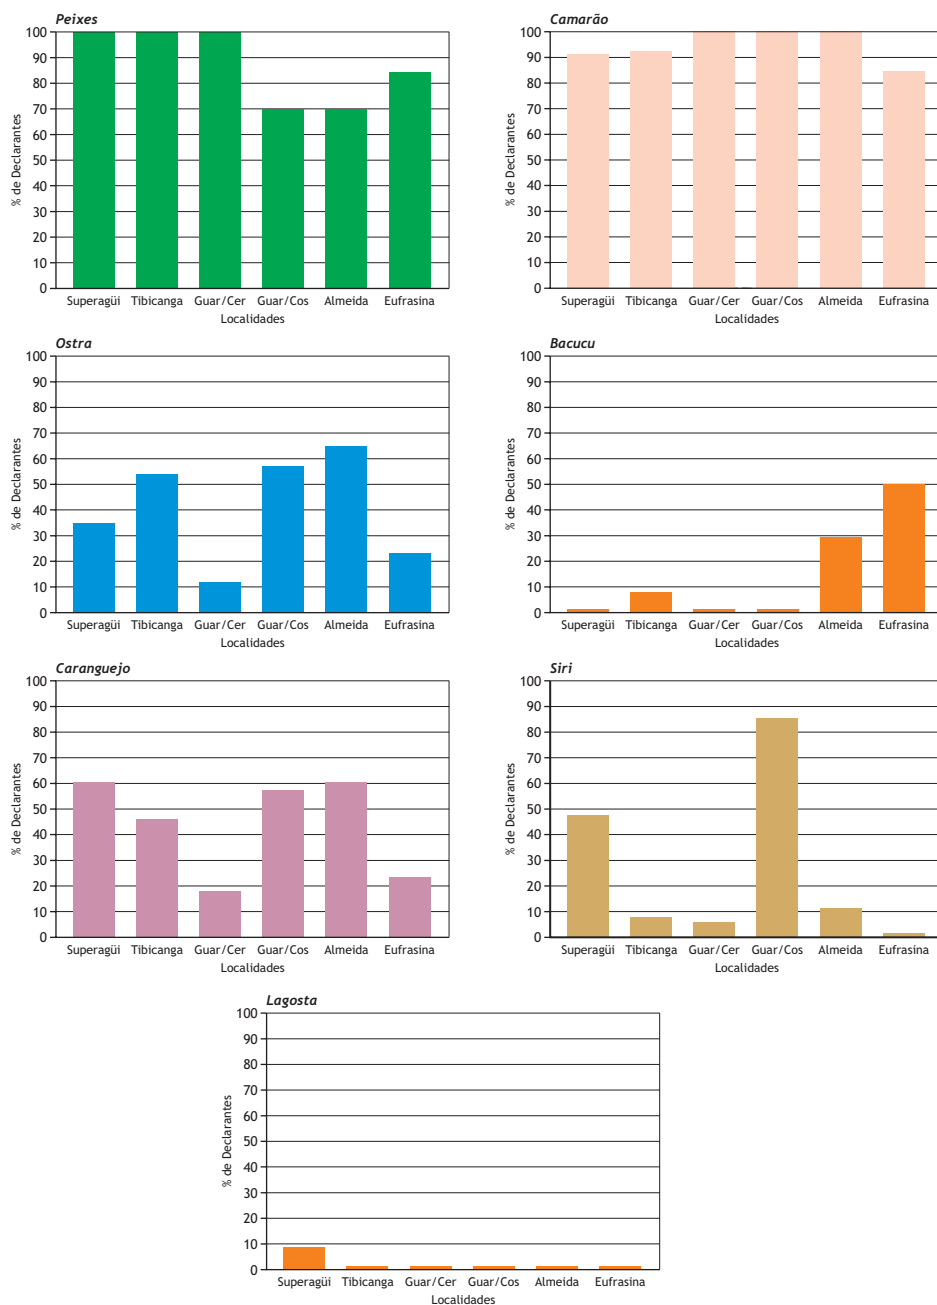 Peixes
100
90
80
70
60
50
40
30
20
10
0
% de Declarantes
Superagüi Tibicanga Guar/Cer Guar/Cos Almeida Eufrasina
Localidades
Camarão
100
90
80
70
60
50
40
30
20
10
0
% de Declarantes
Superagüi Tibicanga Guar/Cer Guar/Cos Almeida Eufrasina
Localidades
Ostra
100
90
80
70
60
50
40
30
20
10
0
% de Declarantes
Superagüi Tibicanga Guar/Cer Guar/Cos Almeida Eufrasina
Localidades
Bacucu
100
90
80
70
60
50
40
30
20
10
0
% de Declarantes
Superagüi Tibicanga Guar/Cer Guar/Cos Almeida Eufrasina
Localidades
Caranguejo
100
90
80
70
60
50
40
30
20
10
0
% de Declarantes
Superagüi Tibicanga Guar/Cer Guar/Cos Almeida Eufrasina
Localidades
Siri
100
90
80
70
60
50
40
30
20
10
0
% de Declarantes
Superagüi Tibicanga Guar/Cer Guar/Cos Almeida Eufrasina
Localidades
Lagosta
100
90
80
70
60
50
40
30
20
10
0
% de Declarantes
Superagüi Tibicanga Guar/Cer Guar/Cos Almeida Eufrasina
Localidades